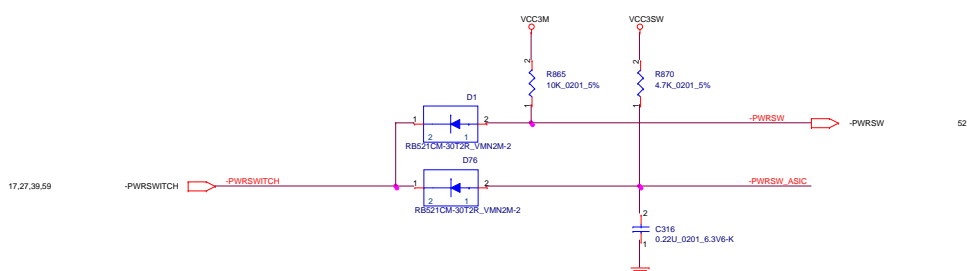 VCC3M VCC3SW
2 2
R865 R870
10K_0201_5% 4.7K_0201_5%
1 1
D1
1 2 -PWRSW -PWRSW 52
2 1
RB521CM-30T2R_VMN2M-2
D76
17,27,39,59 -PWRSWITCH -PWRSWITCH 1 2 -PWRSW_ASIC
2 1
RB521CM-30T2R_VMN2M-2
2
C316
0.22U_0201_6.3V6-K
1